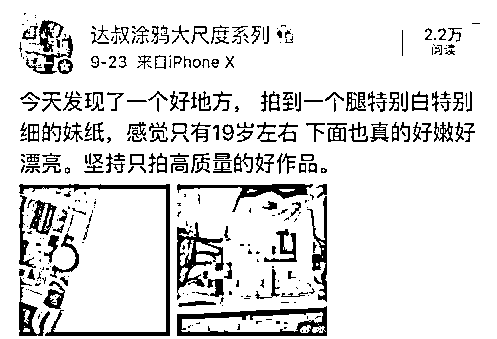 达叔涂鸦大尺度系列
2.2万
阅读
9-23 来自iPhone X
今天发现了一个好地方， 拍到一个腿特别白特别
细的妹纸，感觉只有19岁左右 下面也真的好嫩好
漂亮。坚持只拍高质量的好作品。